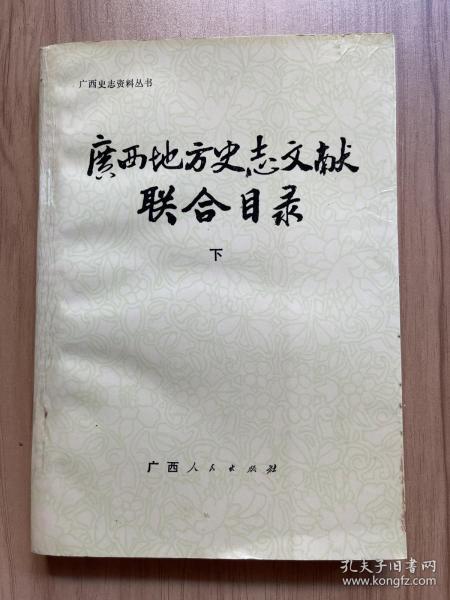 广西史志资料丛书
廣西地方史志文献
联合目录
下
广西人民出版社
孔夫子旧书网
www.kongfz.com